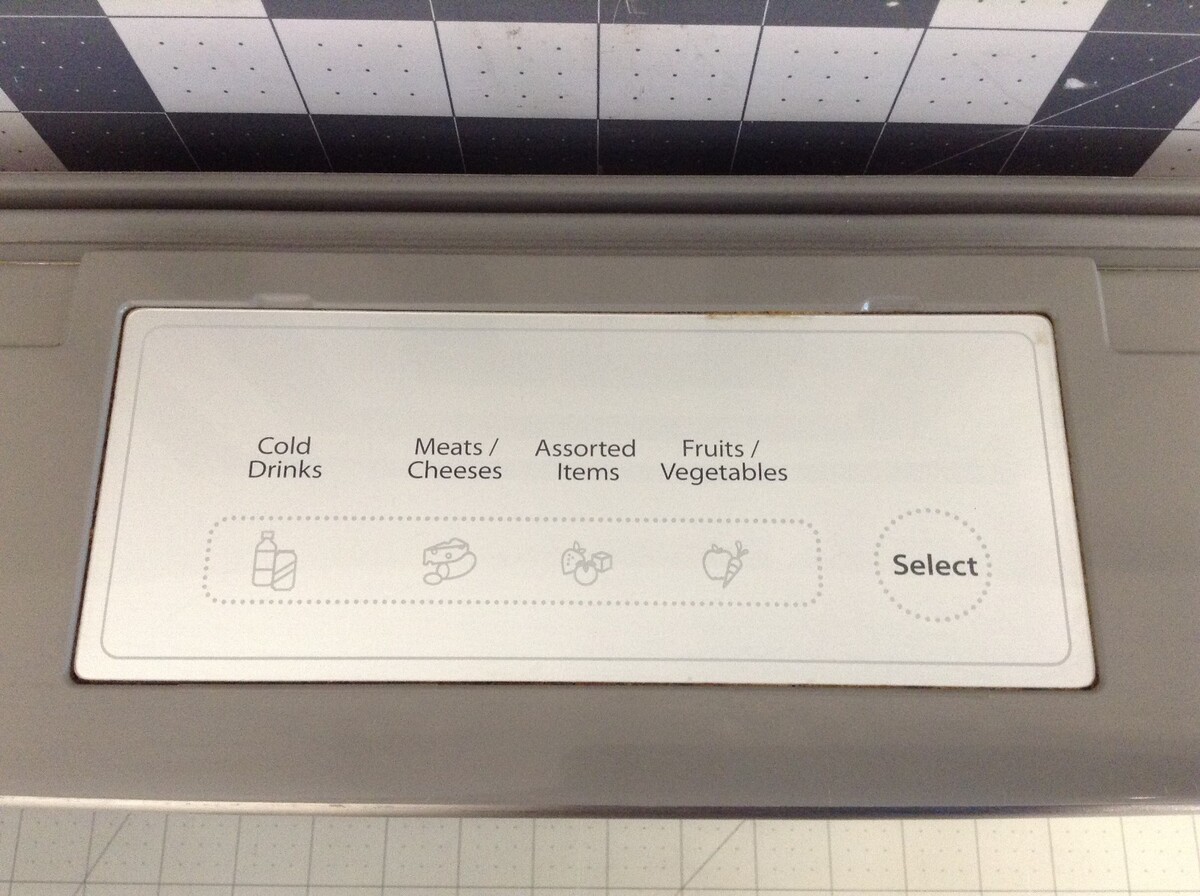 Cold
Drinks
Meats /
Cheeses
Assorted
Items
Fruits /
Vegetables
Select